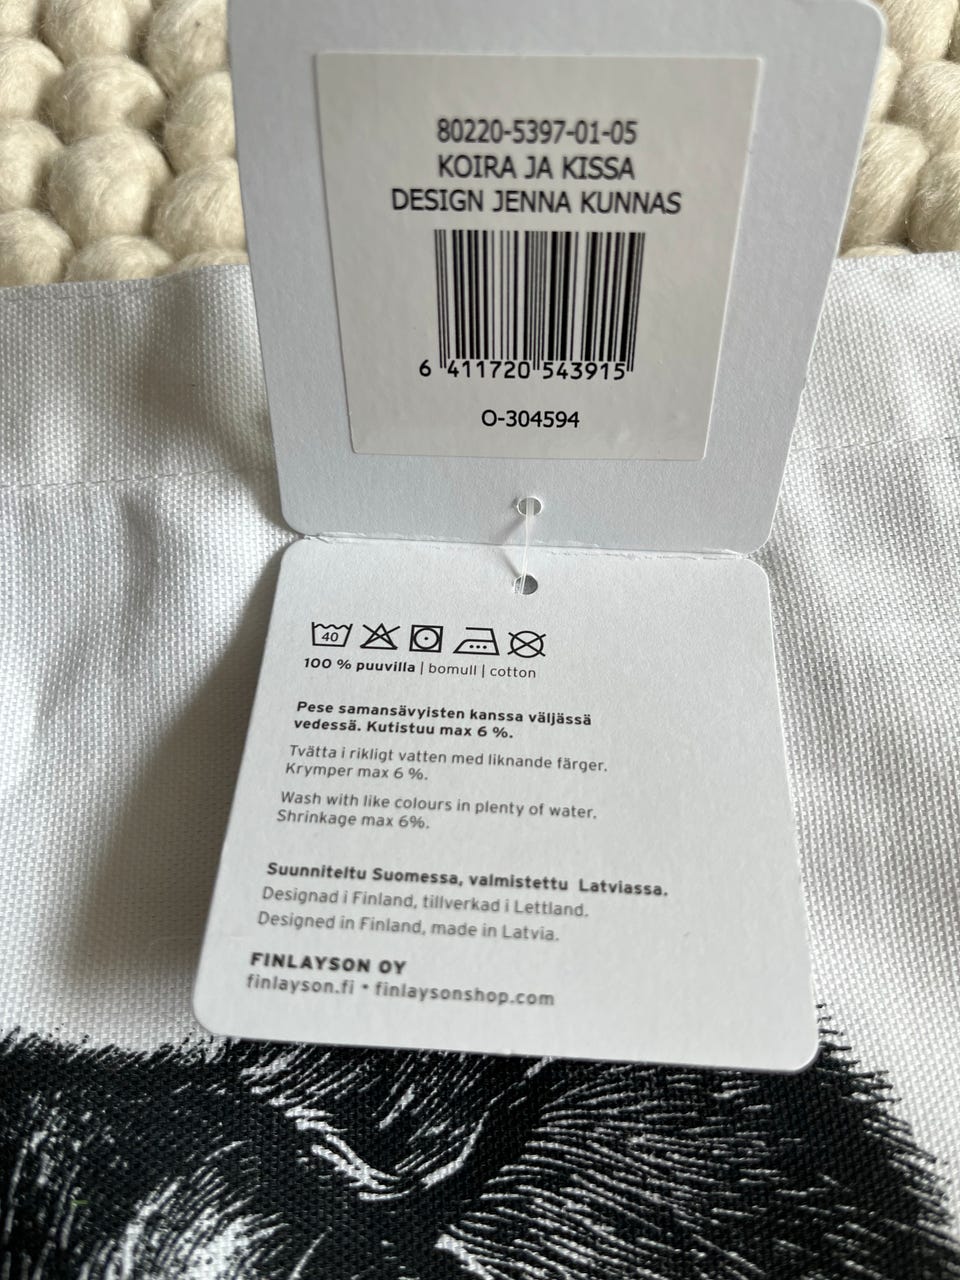 80220-5397-01-05
KOIRA JA KISSA
DESIGN JENNA KUNNAS
6 411720 543915
O-304594
40
100 % puuvilla | bomull | cotton
Pese samansävyisten kanssa väljässä
vedessä. Kutistuu max 6 %.
Tvätta i rikligt vatten med liknande färger.
Krymper max 6 %.
Wash with like colours in plenty of water.
Shrinkage max 6%.
Suunniteltu Suomessa, valmistettu Latviassa.
Designad i Finland, tillverkad i Lettland.
Designed in Finland, made in Latvia.
FINLAYSON OY
finlayson.fi • finlaysonshop.com